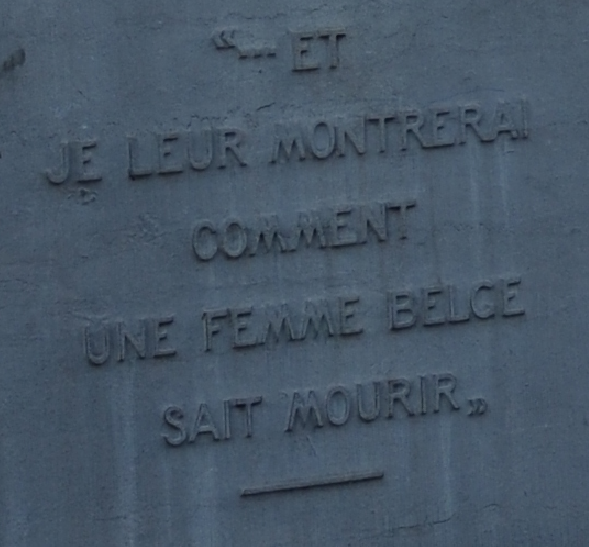 “--- ET
JE LEUR MONTRERAI
COMMENT
UNE FEMME BELGE
SAIT MOURIR„